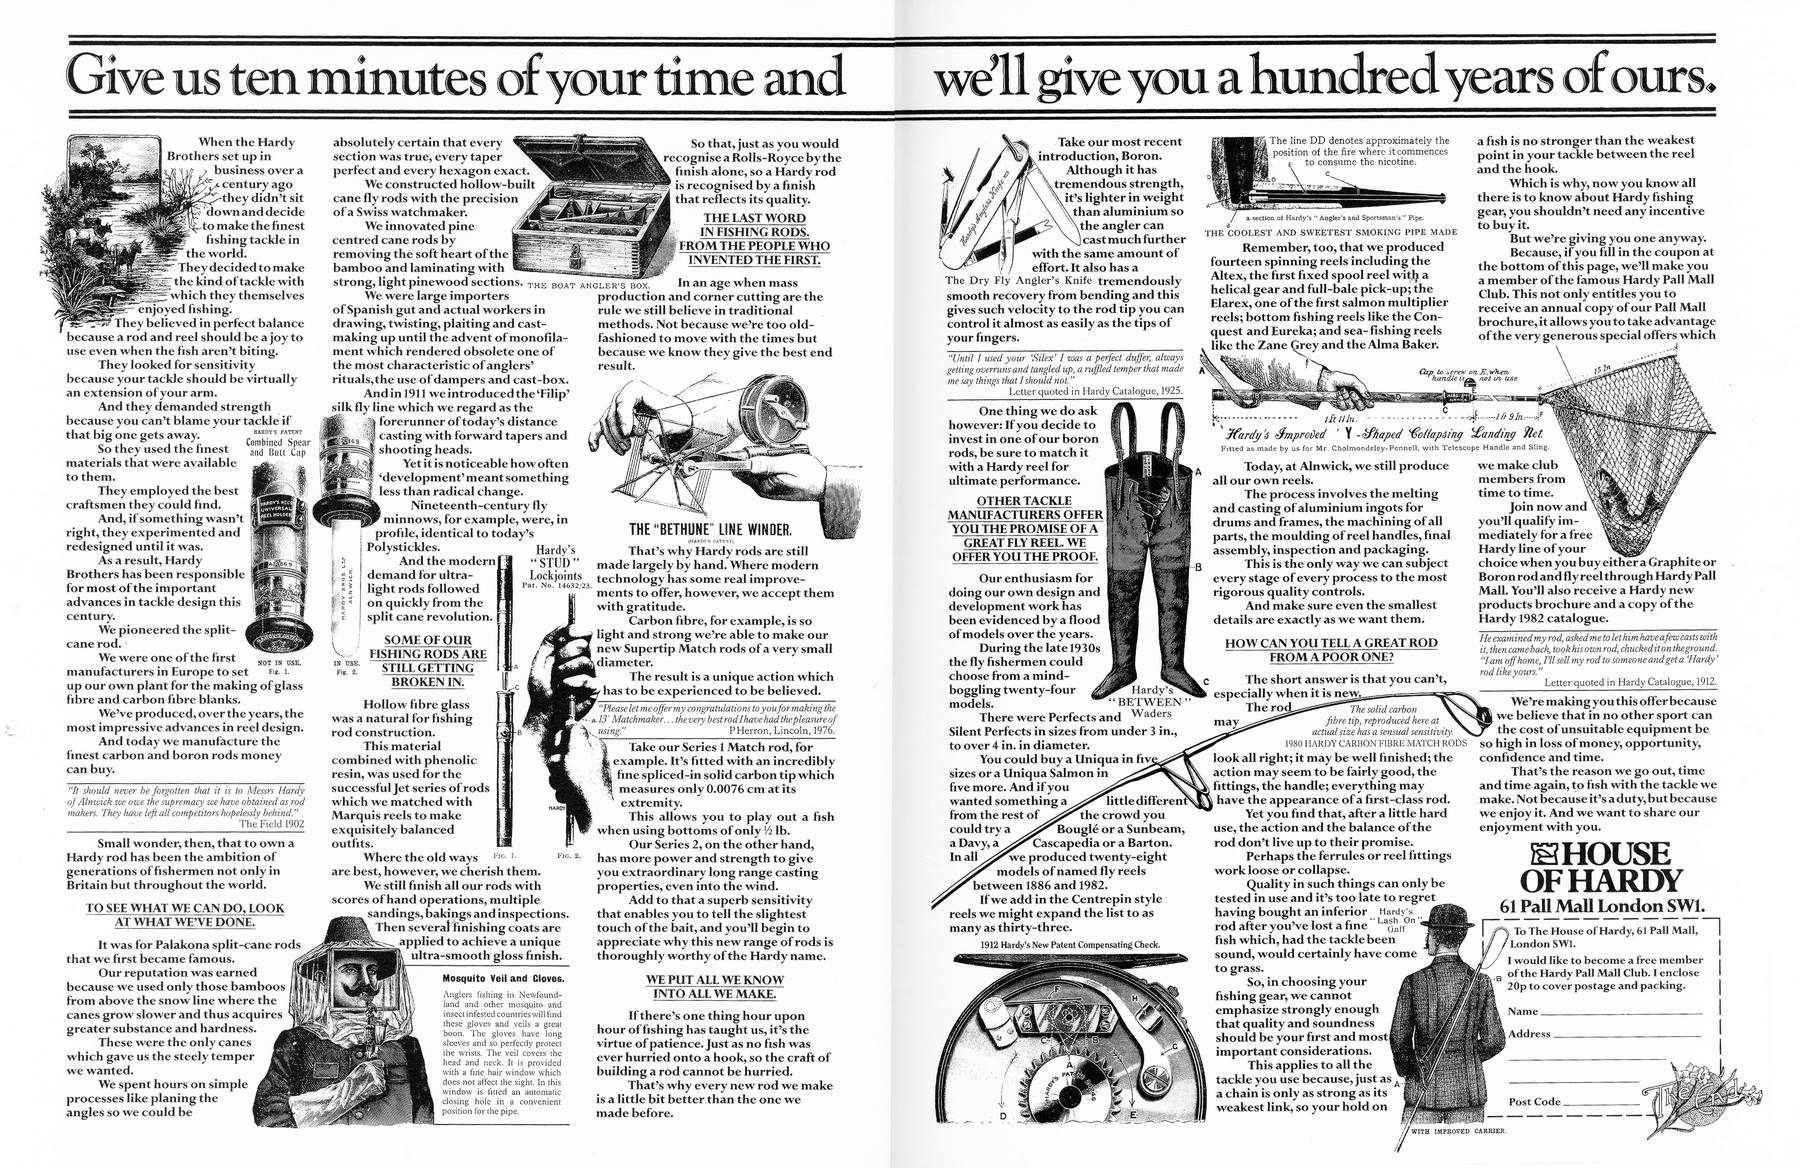 Give us ten minutes of your time and we'll give you a hundred years of ours.
When the Hardy
Brothers set up in
business over a
century ago
they didn't sit
down and decide
to make the finest
fishing tackle in
the world.
They decided to make
the kind of tackle with
which they themselves
enjoyed fishing.
They believed in perfect balance
because a rod and reel should be a joy to
use even when the fish aren't biting.
They looked for sensitivity
because your tackle should be virtually
an extension of your arm.
And they demanded strength
because you can't blame your tackle if
that big one gets away.
So they used the finest
materials that were available
to them.
They employed the best
craftsmen they could find.
And, if something wasn't
right, they experimented and
redesigned until it was.
As a result, Hardy
Brothers has been responsible
for most of the important
advances in tackle design this
century.
We pioneered the split-
cane rod.
We were one of the first
manufacturers in Europe to set
up our own plant for the making of glass
fibre and carbon fibre blanks.
We've produced, over the years, the
most impressive advances in reel design.
And today we manufacture the
finest carbon and boron rods money
can buy.
HARDY'S PATENT
Combined Spear
and Butt Cap
HARDY'S
UNIVERSAL
REEL HOLDER
HARDY BROS LTD
ALNWICK.
NOT IN USE.
Fig. 1.
IN USE.
Fig. 2.
"It should never be forgotten that it is to Messrs Hardy
of Alnwick we owe the supremacy we have obtained as rod
makers. They have left all competitors hopelessly behind."
The Field 1902
Small wonder, then, that to own a
Hardy rod has been the ambition of
generations of fishermen not only in
Britain but throughout the world.
TO SEE WHAT WE CAN DO, LOOK
AT WHAT WE'VE DONE.
It was for Palakona split-cane rods
that we first became famous.
Our reputation was earned
because we used only those bamboos
from above the snow line where the
canes grow slower and thus acquires
greater substance and hardness.
These were the only canes
which gave us the steely temper
we wanted.
We spent hours on simple
processes like planing the
angles so we could be
absolutely certain that every
section was true, every taper
perfect and every hexagon exact.
We constructed hollow-built
cane fly rods with the precision
of a Swiss watchmaker.
We innovated pine
centred cane rods by
removing the soft heart of the
bamboo and laminating with
strong, light pinewood sections.
THE BOAT ANGLER'S BOX.
We were large importers
of Spanish gut and actual workers in
drawing, twisting, plaiting and cast-
making up until the advent of monofila-
ment which rendered obsolete one of
the most characteristic of anglers'
rituals, the use of dampers and cast-box.
And in 1911 we introduced the 'Filip'
silk fly line which we regard as the
forerunner of today's distance
casting with forward tapers and
shooting heads.
Yet it is noticeable how often
'development' meant something
less than radical change.
Nineteenth-century fly
minnows, for example, were, in
profile, identical to today's
Polystickles.
And the modern
demand for ultra-
light rods followed
on quickly from the
split cane revolution.
SOME OF OUR
FISHING RODS ARE
STILL GETTING
BROKEN IN.
Hollow fibre glass
was a natural for fishing
rod construction.
This material
combined with phenolic
resin, was used for the
successful Jet series of rods
which we matched with
Marquis reels to make
exquisitely balanced
outfits.
Where the old ways
are best, however, we cherish them.
We still finish all our rods with
scores of hand operations, multiple
sandings, bakings and inspections.
Then several finishing coats are
applied to achieve a unique
ultra-smooth gloss finish.
Hardy's
"STUD"
Lockjoints
Pat. No. 14632/23.
A
C
B
A
HARDY
FIG. 1.
FIG. 2.
Mosquito Veil and Gloves.
Anglers fishing in Newfound-
land and other mosquito and
insect infested countries will find
these gloves and veils a great
boon. The gloves have long
sleeves and so perfectly protect
the wrists. The veil covers the
head and neck. It is provided
with a fine hair window which
does not affect the sight. In this
window is fitted an automatic
closing hole in a convenient
position for the pipe.
So that, just as you would
recognise a Rolls-Royce by the
finish alone, so a Hardy rod
is recognised by a finish
that reflects its quality.
THE LAST WORD
IN FISHING RODS.
FROM THE PEOPLE WHO
INVENTED THE FIRST.
In an age when mass
production and corner cutting are the
rule we still believe in traditional
methods. Not because we're too old-
fashioned to move with the times but
because we know they give the best end
result.
THE "BETHUNE" LINE WINDER.
(HARDY'S PATENT).
That's why Hardy rods are still
made largely by hand. Where modern
technology has some real improve-
ments to offer, however, we accept them
with gratitude.
Carbon fibre, for example, is so
light and strong we're able to make our
new Supertip Match rods of a very small
diameter.
The result is a unique action which
has to be experienced to be believed.
"Please let me offer my congratulations to you for making the
13' Matchmaker... the very best rod I have had the pleasure of
using."
P Herron, Lincoln, 1976.
Take our Series 1 Match rod, for
example. It's fitted with an incredibly
fine spliced-in solid carbon tip which
measures only 0.0076 cm at its
extremity.
This allows you to play out a fish
when using bottoms of only ½ lb.
Our Series 2, on the other hand,
has more power and strength to give
you extraordinary long range casting
properties, even into the wind.
Add to that a superb sensitivity
that enables you to tell the slightest
touch of the bait, and you'll begin to
appreciate why this new range of rods is
thoroughly worthy of the Hardy name.
WE PUT ALL WE KNOW
INTO ALL WE MAKE.
If there's one thing hour upon
hour of fishing has taught us, it's the
virtue of patience. Just as no fish was
ever hurried onto a hook, so the craft of
building a rod cannot be hurried.
That's why every new rod we make
is a little bit better than the one we
made before.
Hardy's Anglers Knife
The Dry Fly Angler's Knife
Take our most recent
introduction, Boron.
Although it has
tremendous strength,
it's lighter in weight
than aluminium so
the angler can
cast much further
with the same amount of
effort. It also has a
tremendously
smooth recovery from bending and this
gives such velocity to the rod tip you can
control it almost as easily as the tips of
your fingers.
"Until I used your 'Silex' I was a perfect duffer, always
getting overruns and tangled up, a ruffled temper that made
me say things that I should not."
Letter quoted in Hardy Catalogue, 1925.
One thing we do ask
however: If you decide to
invest in one of our boron
rods, be sure to match it
with a Hardy reel for
ultimate performance.
OTHER TACKLE
MANUFACTURERS OFFER
YOU THE PROMISE OF A
GREAT FLY REEL. WE
OFFER YOU THE PROOF.
Our enthusiasm for
doing our own design and
development work has
been evidenced by a flood
of models over the years.
During the late 1930s
the fly fishermen could
choose from a mind-
boggling twenty-four
models.
A
B
C
Hardy's
"BETWEEN"
Waders
There were Perfects and
Silent Perfects in sizes from under 3 in.,
to over 4 in. in diameter.
You could buy a Uniqua in five
sizes or a Uniqua Salmon in
five more. And if you
wanted something a little different
from the rest of the crowd you
could try a Bouglé or a Sunbeam,
a Davy, a Cascapedia or a Barton.
In all we produced twenty-eight
models of named fly reels
between 1886 and 1982.
If we add in the Centrepin style
reels we might expand the list to as
many as thirty-three.
1912 Hardy's New Patent Compensating Check.
F
H
C
B
G
A
D
E
The line DD denotes approximately the
position of the fire where it commences
to consume the nicotine.
a section of Hardy's "Angler's and Sportsman's" Pipe.
THE COOLEST AND SWEETEST SMOKING PIPE MADE
Remember, too, that we produced
fourteen spinning reels including the
Altex, the first fixed spool reel with a
helical gear and full-bale pick-up; the
Elarex, one of the first salmon multiplier
reels; bottom fishing reels like the Con-
quest and Eureka; and sea-fishing reels
like the Zane Grey and the Alma Baker.
Cap to screw on E, when
handle is not in use
A
D
C
1 ft 11 In.
1 ft 9 In.
15 In
Hardy's Improved 'Y'-Shaped Collapsing Landing Net.
Fitted as made by us for Mr. Cholmondeley-Pennell, with Telescope Handle and Sling.
Today, at Alnwick, we still produce
all our own reels.
The process involves the melting
and casting of aluminium ingots for
drums and frames, the machining of all
parts, the moulding of reel handles, final
assembly, inspection and packaging.
This is the only way we can subject
every stage of every process to the most
rigorous quality controls.
And make sure even the smallest
details are exactly as we want them.
HOW CAN YOU TELL A GREAT ROD
FROM A POOR ONE?
The short answer is that you can't,
especially when it is new.
The rod
may
The solid carbon
fibre tip, reproduced here at
actual size has a sensual sensitivity.
1980 HARDY CARBON FIBRE MATCH RODS
look all right; it may be well finished; the
action may seem to be fairly good, the
fittings, the handle; everything may
have the appearance of a first-class rod.
Yet you find that, after a little hard
use, the action and the balance of the
rod don't live up to their promise.
Perhaps the ferrules or reel fittings
work loose or collapse.
Quality in such things can only be
tested in use and it's too late to regret
having bought an inferior
rod after you've lost a fine
fish which, had the tackle been
sound, would certainly have come
to grass.
So, in choosing your
fishing gear, we cannot
emphasize strongly enough
that quality and soundness
should be your first and most
important considerations.
This applies to all the
tackle you use because, just as
a chain is only as strong as its
weakest link, so your hold on
Hardy's
"Lash On"
Gaff
A
B
WITH IMPROVED CARRIER.
a fish is no stronger than the weakest
point in your tackle between the reel
and the hook.
Which is why, now you know all
there is to know about Hardy fishing
gear, you shouldn't need any incentive
to buy it.
But we're giving you one anyway.
Because, if you fill in the coupon at
the bottom of this page, we'll make you
a member of the famous Hardy Pall Mall
Club. This not only entitles you to
receive an annual copy of our Pall Mall
brochure, it allows you to take advantage
of the very generous special offers which
we make club
members from
time to time.
Join now and
you'll qualify im-
mediately for a free
Hardy line of your
choice when you buy either a Graphite or
Boron rod and fly reel through Hardy Pall
Mall. You'll also receive a Hardy new
products brochure and a copy of the
Hardy 1982 catalogue.
He examined my rod, asked me to let him have a few casts with
it, then came back, took his own rod, chucked it on the ground.
"I am off home, I'll sell my rod to someone and get a 'Hardy'
rod like yours."
Letter quoted in Hardy Catalogue, 1912.
We're making you this offer because
we believe that in no other sport can
the cost of unsuitable equipment be
so high in loss of money, opportunity,
confidence and time.
That's the reason we go out, time
and time again, to fish with the tackle we
make. Not because it's a duty, but because
we enjoy it. And we want to share our
enjoyment with you.
HOUSE
OF HARDY
61 Pall Mall London SW1.
To The House of Hardy, 61 Pall Mall,
London SW1.
I would like to become a free member
of the Hardy Pall Mall Club. I enclose
20p to cover postage and packing.
Name
Address
Post Code